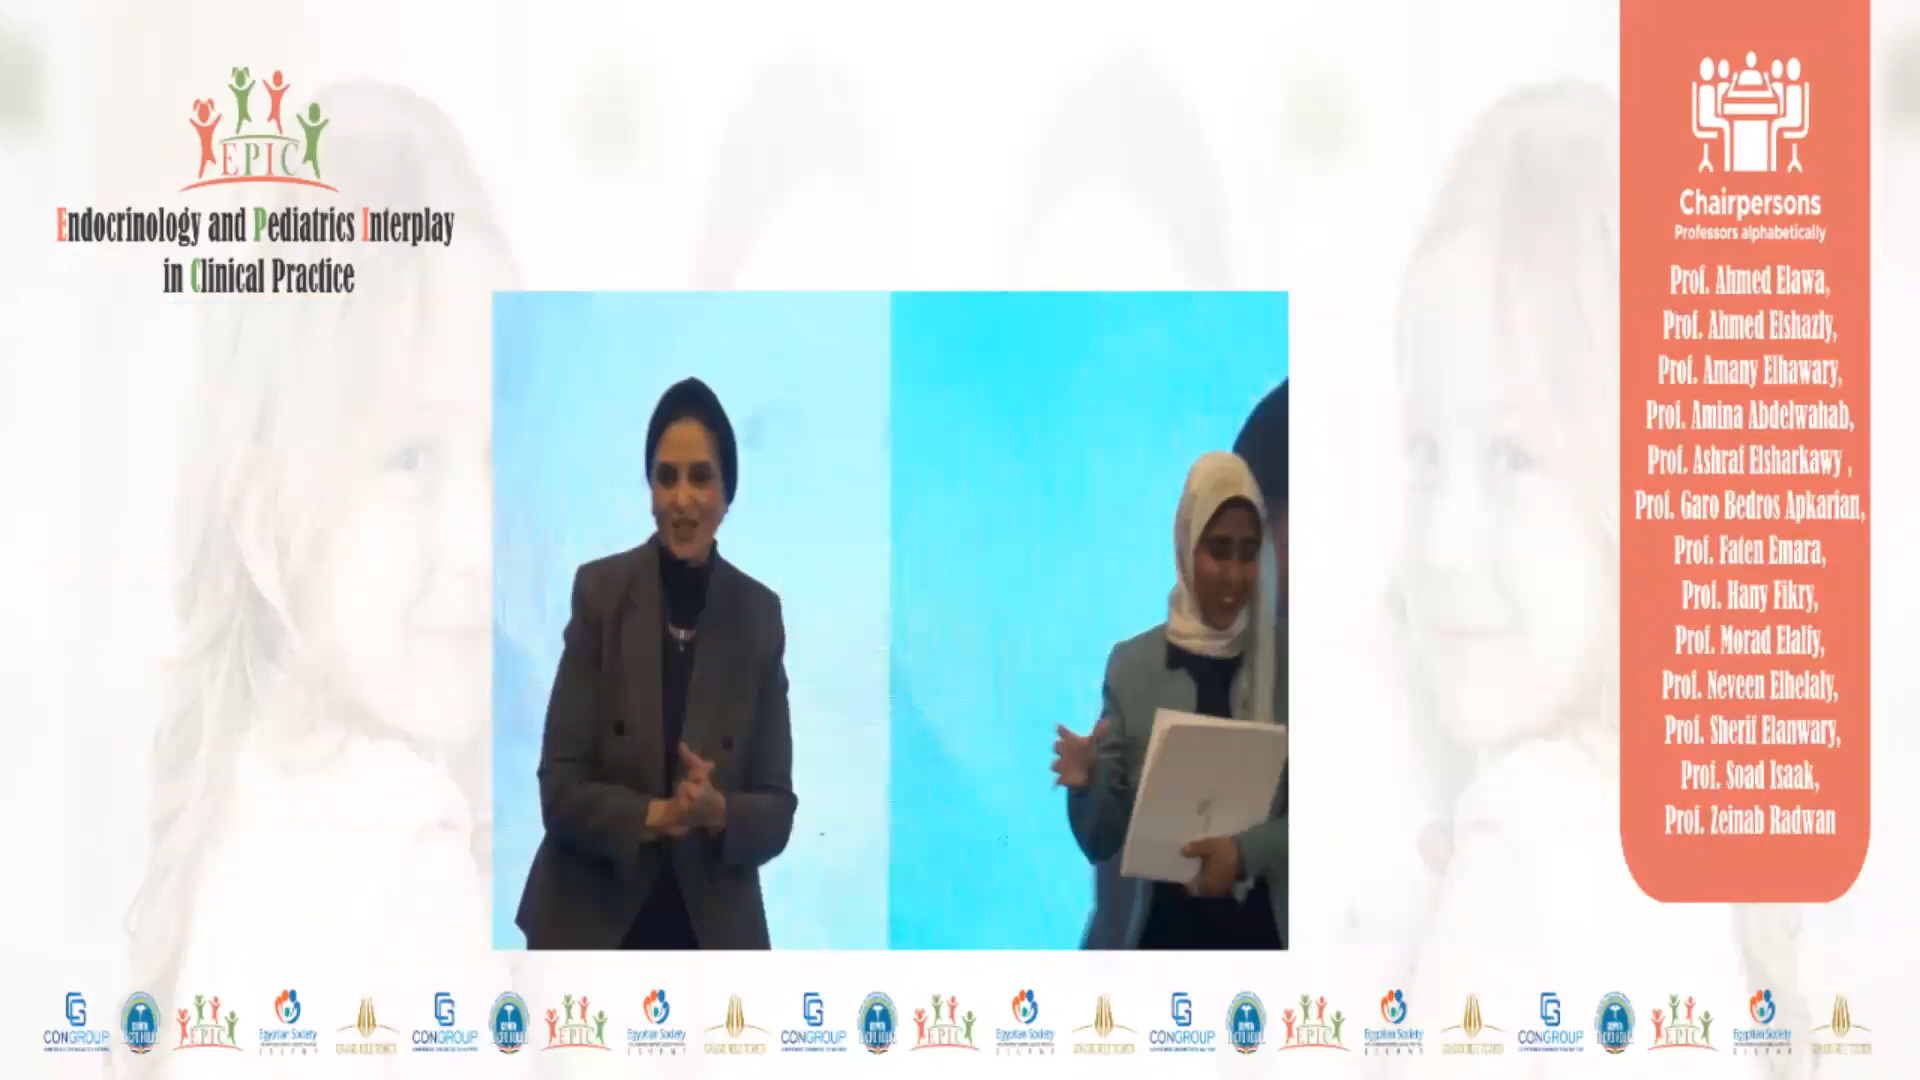 EPIC
Endocrinology and Pediatrics Interplay
in Clinical Practice
Chairpersons
Professors alphabetically
Prof. Ahmed Elawa,
Prof. Ahmed Elshazly,
Prof. Amany Elhawary,
Prof. Amina Abdelwahab,
Prof. Ashraf Elsharkawy ,
Prof. Garo Bedros Apkarian,
Prof. Faten Emara,
Prof. Hany Fikry,
Prof. Morad Elalfy,
Prof. Neveen Elhelaly,
Prof. Sherif Elanwary,
Prof. Soad Isaak,
Prof. Zeinab Radwan
CONGROUP EPIC Egyptian Society CONGROUP EPIC Egyptian Society CONGROUP EPIC Egyptian Society CONGROUP EPIC Egyptian Society CONGROUP EPIC Egyptian Society